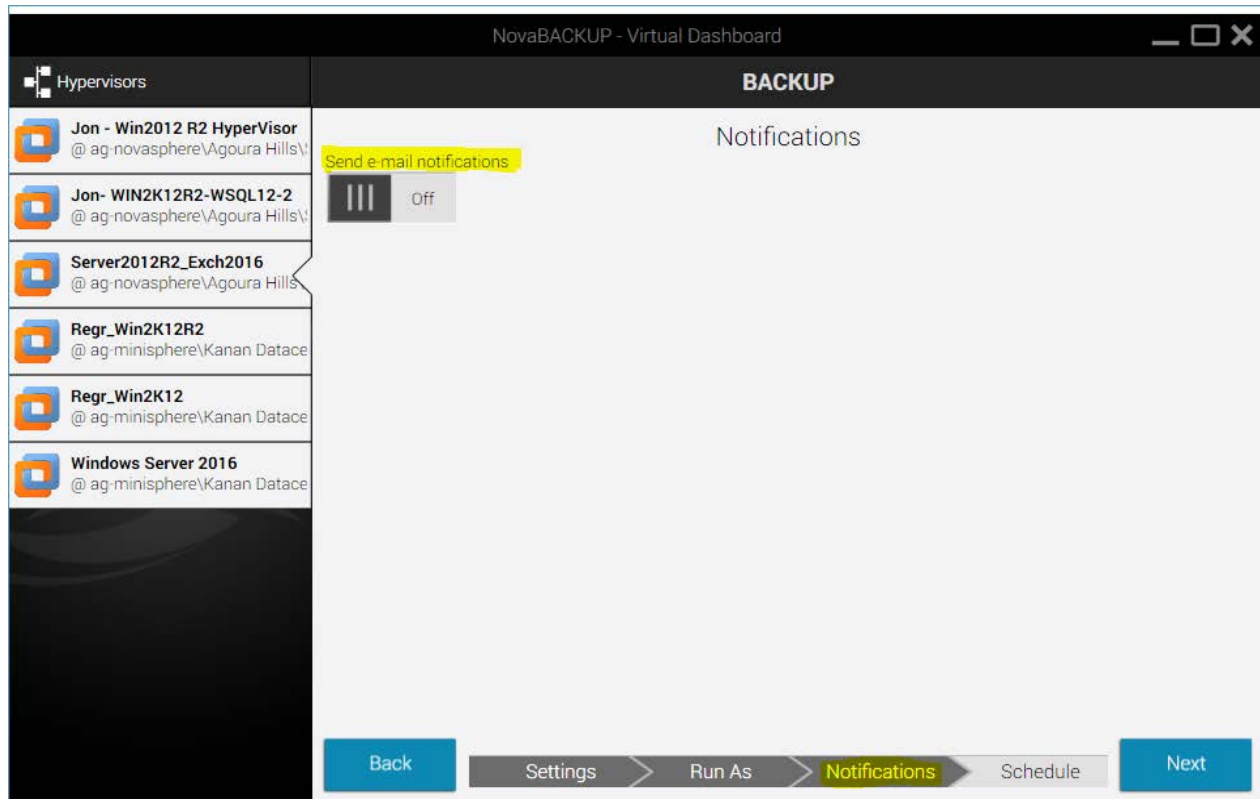 NovaBACKUP - Virtual Dashboard
Hypervisors
BACKUP
Jon - Win2012 R2 HyperVisor
@ ag-novasphere\Agoura Hills\
Jon- WIN2K12R2-WSQL12-2
@ ag-novasphere\Agoura Hills\
Server2012R2_Exch2016
@ ag-novasphere\Agoura Hills
Regr_Win2K12R2
@ ag-minisphere\Kanan Datace
Regr_Win2K12
@ ag-minisphere\Kanan Datace
Windows Server 2016
@ ag-minisphere\Kanan Datace
Notifications
Send e-mail notifications
Off
Back
Settings
Run As
Notifications
Schedule
Next